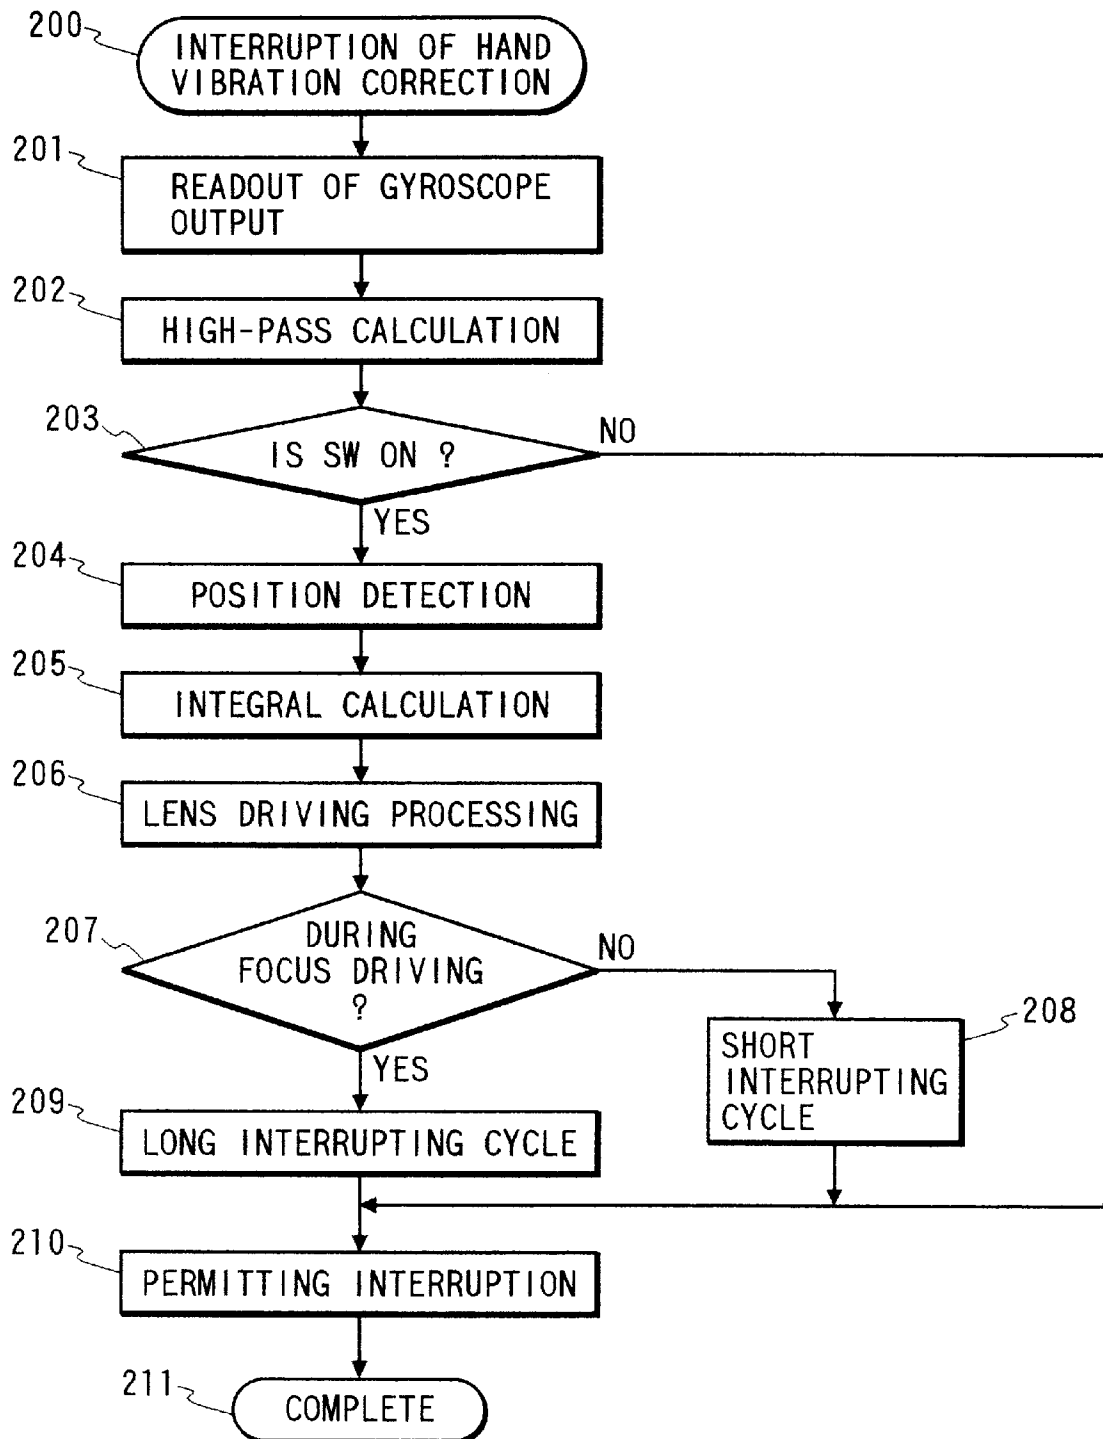 200
INTERRUPTION OF HAND
VIBRATION CORRECTION
201
READOUT OF GYROSCOPE
OUTPUT
202
HIGH-PASS CALCULATION
203
IS SW ON ?
NO
YES
204
POSITION DETECTION
205
INTEGRAL CALCULATION
206
LENS DRIVING PROCESSING
207
DURING
FOCUS DRIVING
?
NO
YES
208
SHORT
INTERRUPTING
CYCLE
209
LONG INTERRUPTING CYCLE
210
PERMITTING INTERRUPTION
211
COMPLETE